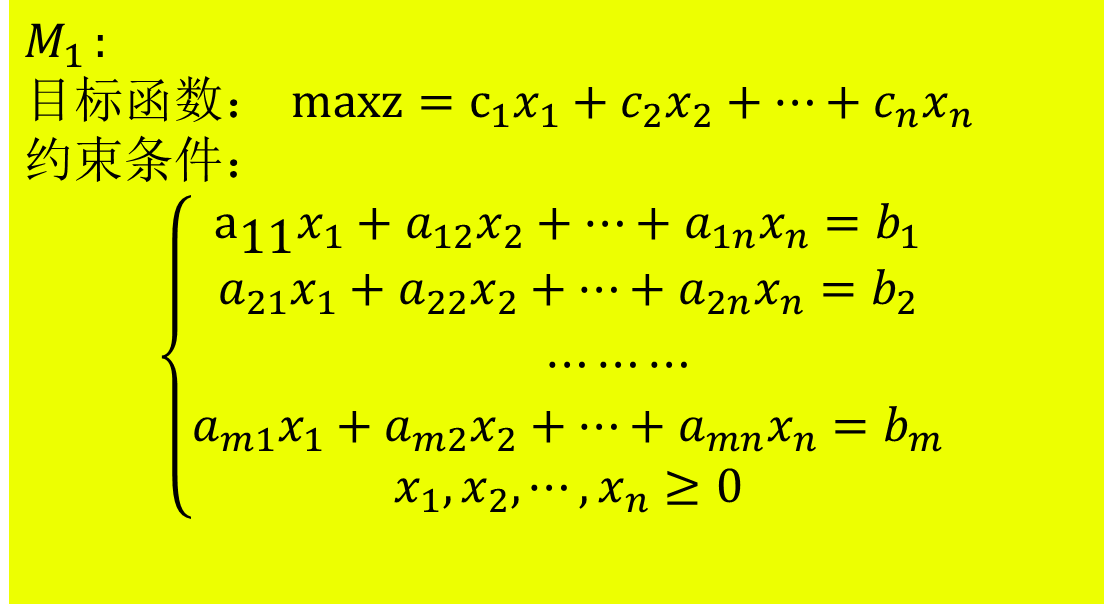 M₁:
目标函数： maxz = c₁x₁ + c₂x₂ + ⋯ + cₙxₙ
约束条件：
a₁₁x₁ + a₁₂x₂ + ⋯ + a₁ₙxₙ = b₁
a₂₁x₁ + a₂₂x₂ + ⋯ + a₂ₙxₙ = b₂
⋯⋯⋯
aₘ₁x₁ + aₘ₂x₂ + ⋯ + aₘₙxₙ = bₘ
x₁, x₂, ⋯, xₙ ≥ 0